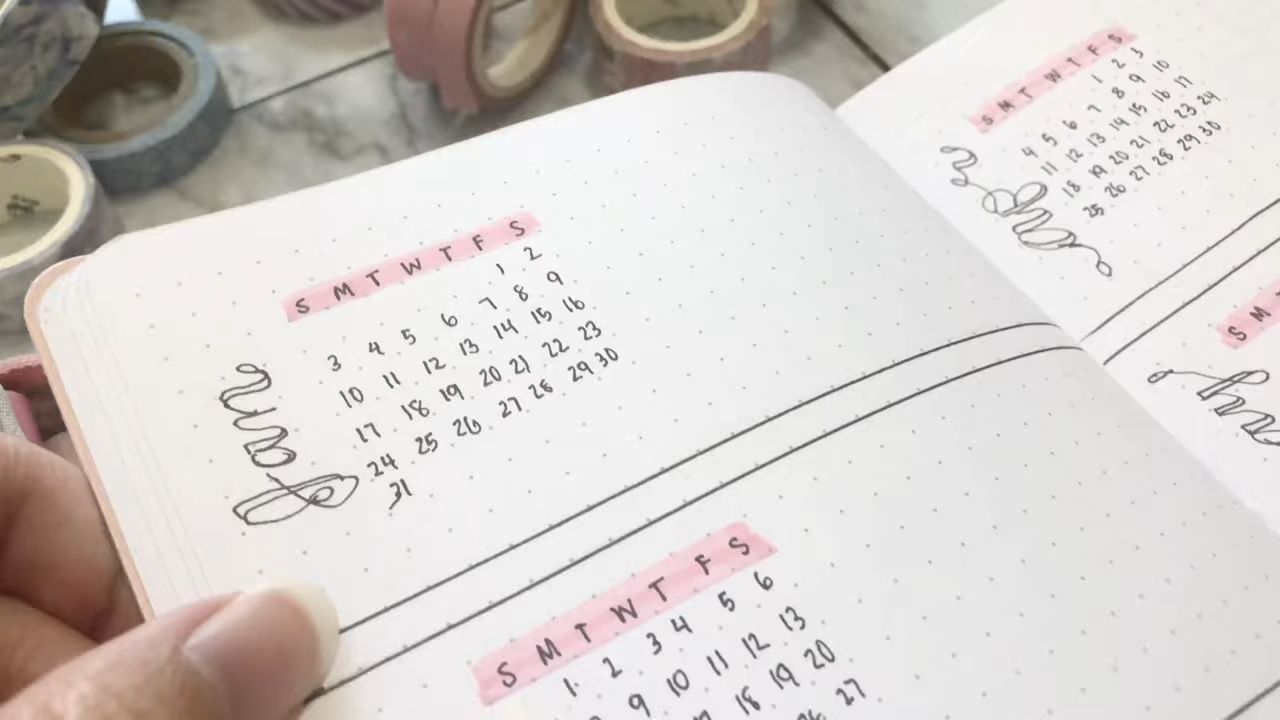 jan
S M T W T F S
1 2
3 4 5 6 7 8 9
10 11 12 13 14 15 16
17 18 19 20 21 22 23
24 25 26 27 28 29 30
31
S M T W T F S
1 2 3 4 5 6
9 10 11 12 13
18 19 20
27
S M T W T F S
1 2 3
4 5 6 7 8 9 10
11 12 13 14 15 16 17
18 19 20 21 22 23 24
25 26 27 28 29 30
S M